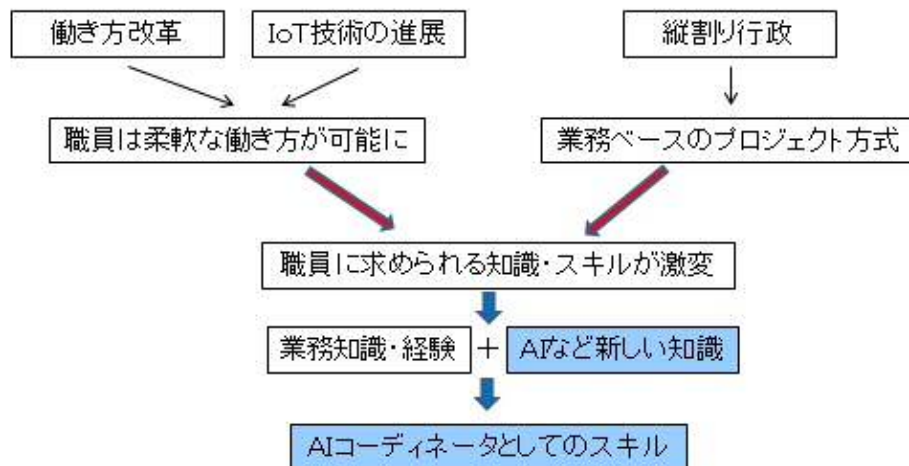 働き方改革
IoT技術の進展
縦割り行政
職員は柔軟な働き方が可能に
業務ベースのプロジェクト方式
職員に求められる知識・スキルが激変
業務知識・経験 + AIなど新しい知識
AIコーディネータとしてのスキル